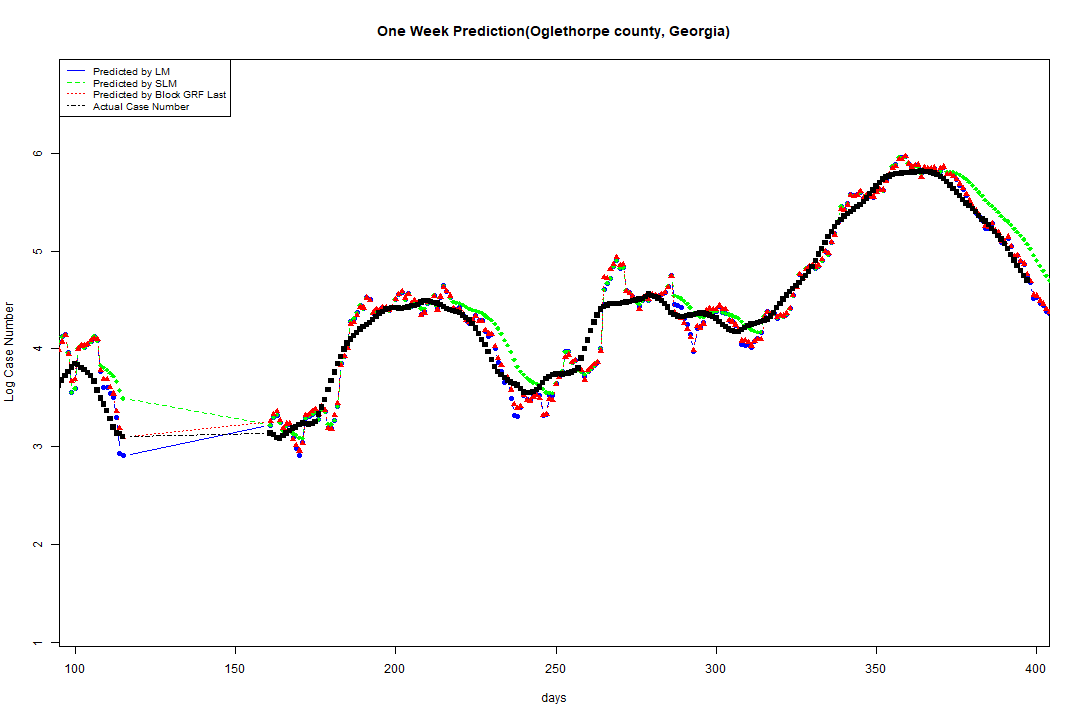 One Week Prediction(Oglethorpe county, Georgia)
Predicted by LM
Predicted by SLM
Predicted by Block GRF Last
Actual Case Number
Log Case Number
6
5
4
3
2
1
100 150 200 250 300 350 400
days